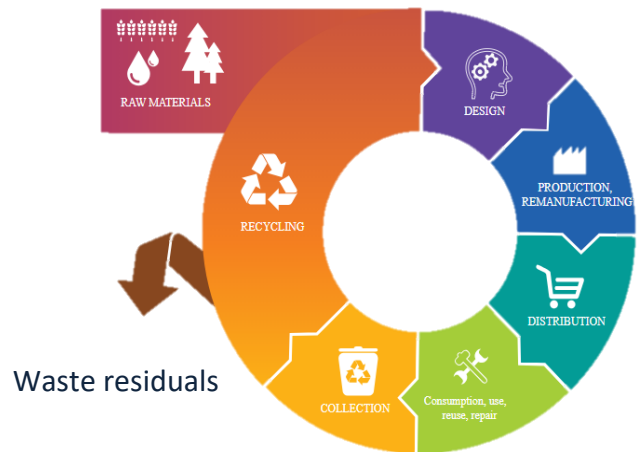 RAW MATERIALS
DESIGN
PRODUCTION,
REMANUFACTURING
RECYCLING
DISTRIBUTION
Waste residuals
COLLECTION
Consumption, use,
reuse, repair